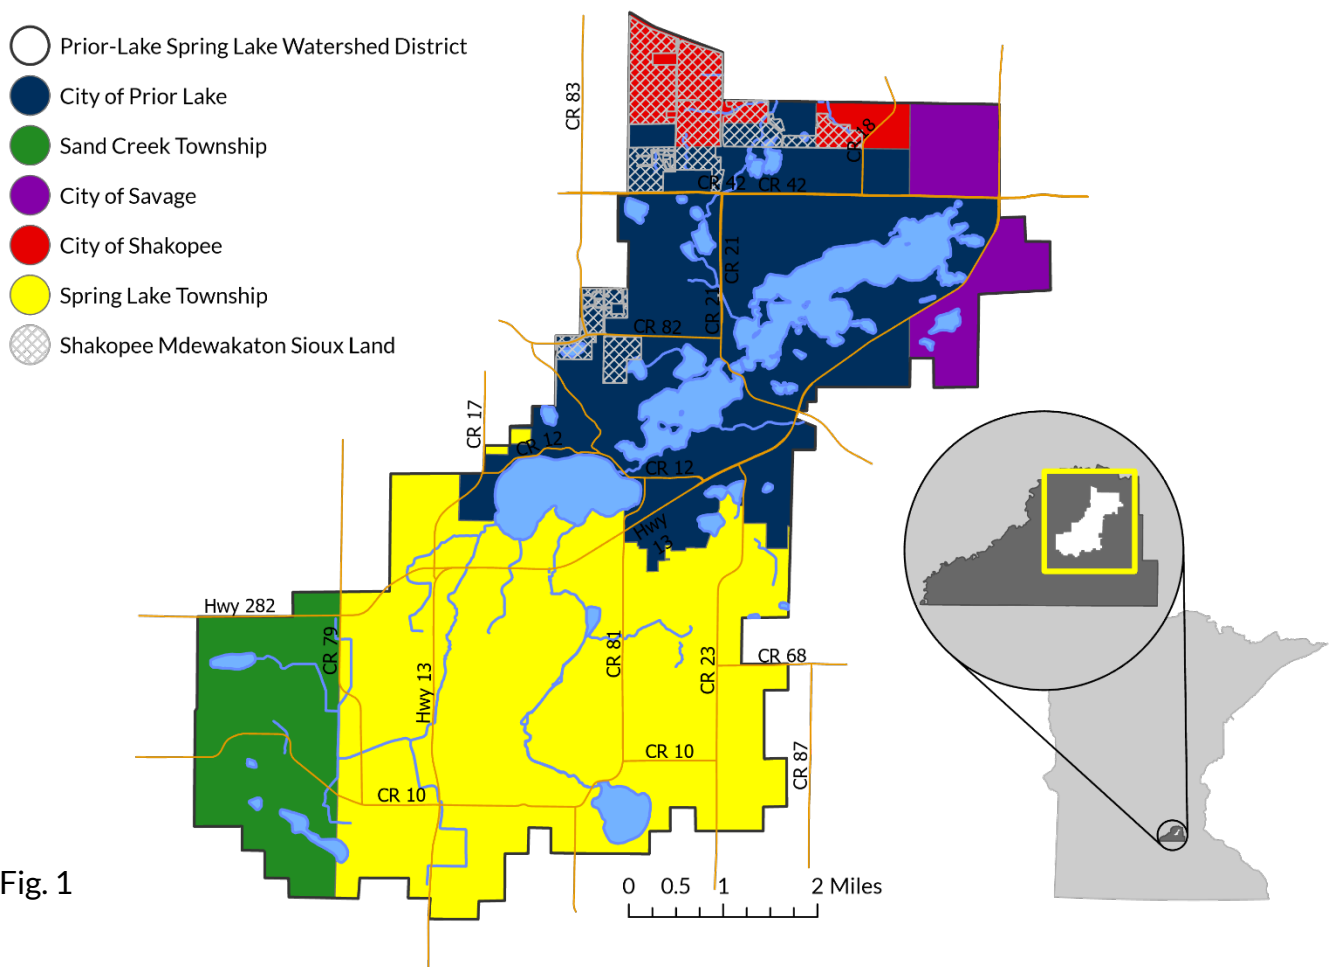 Prior-Lake Spring Lake Watershed District
City of Prior Lake
Sand Creek Township
City of Savage
City of Shakopee
Spring Lake Township
Shakopee Mdewakaton Sioux Land
CR 83
CR 18
CR 42
CR 42
CR 21
CR 21
CR 82
CR 17
CR 12
CR 12
Hwy 13
Hwy 282
CR 79
Hwy 13
CR 81
CR 23
CR 68
CR 10
CR 87
CR 10
Fig. 1
0 0.5 1 2 Miles